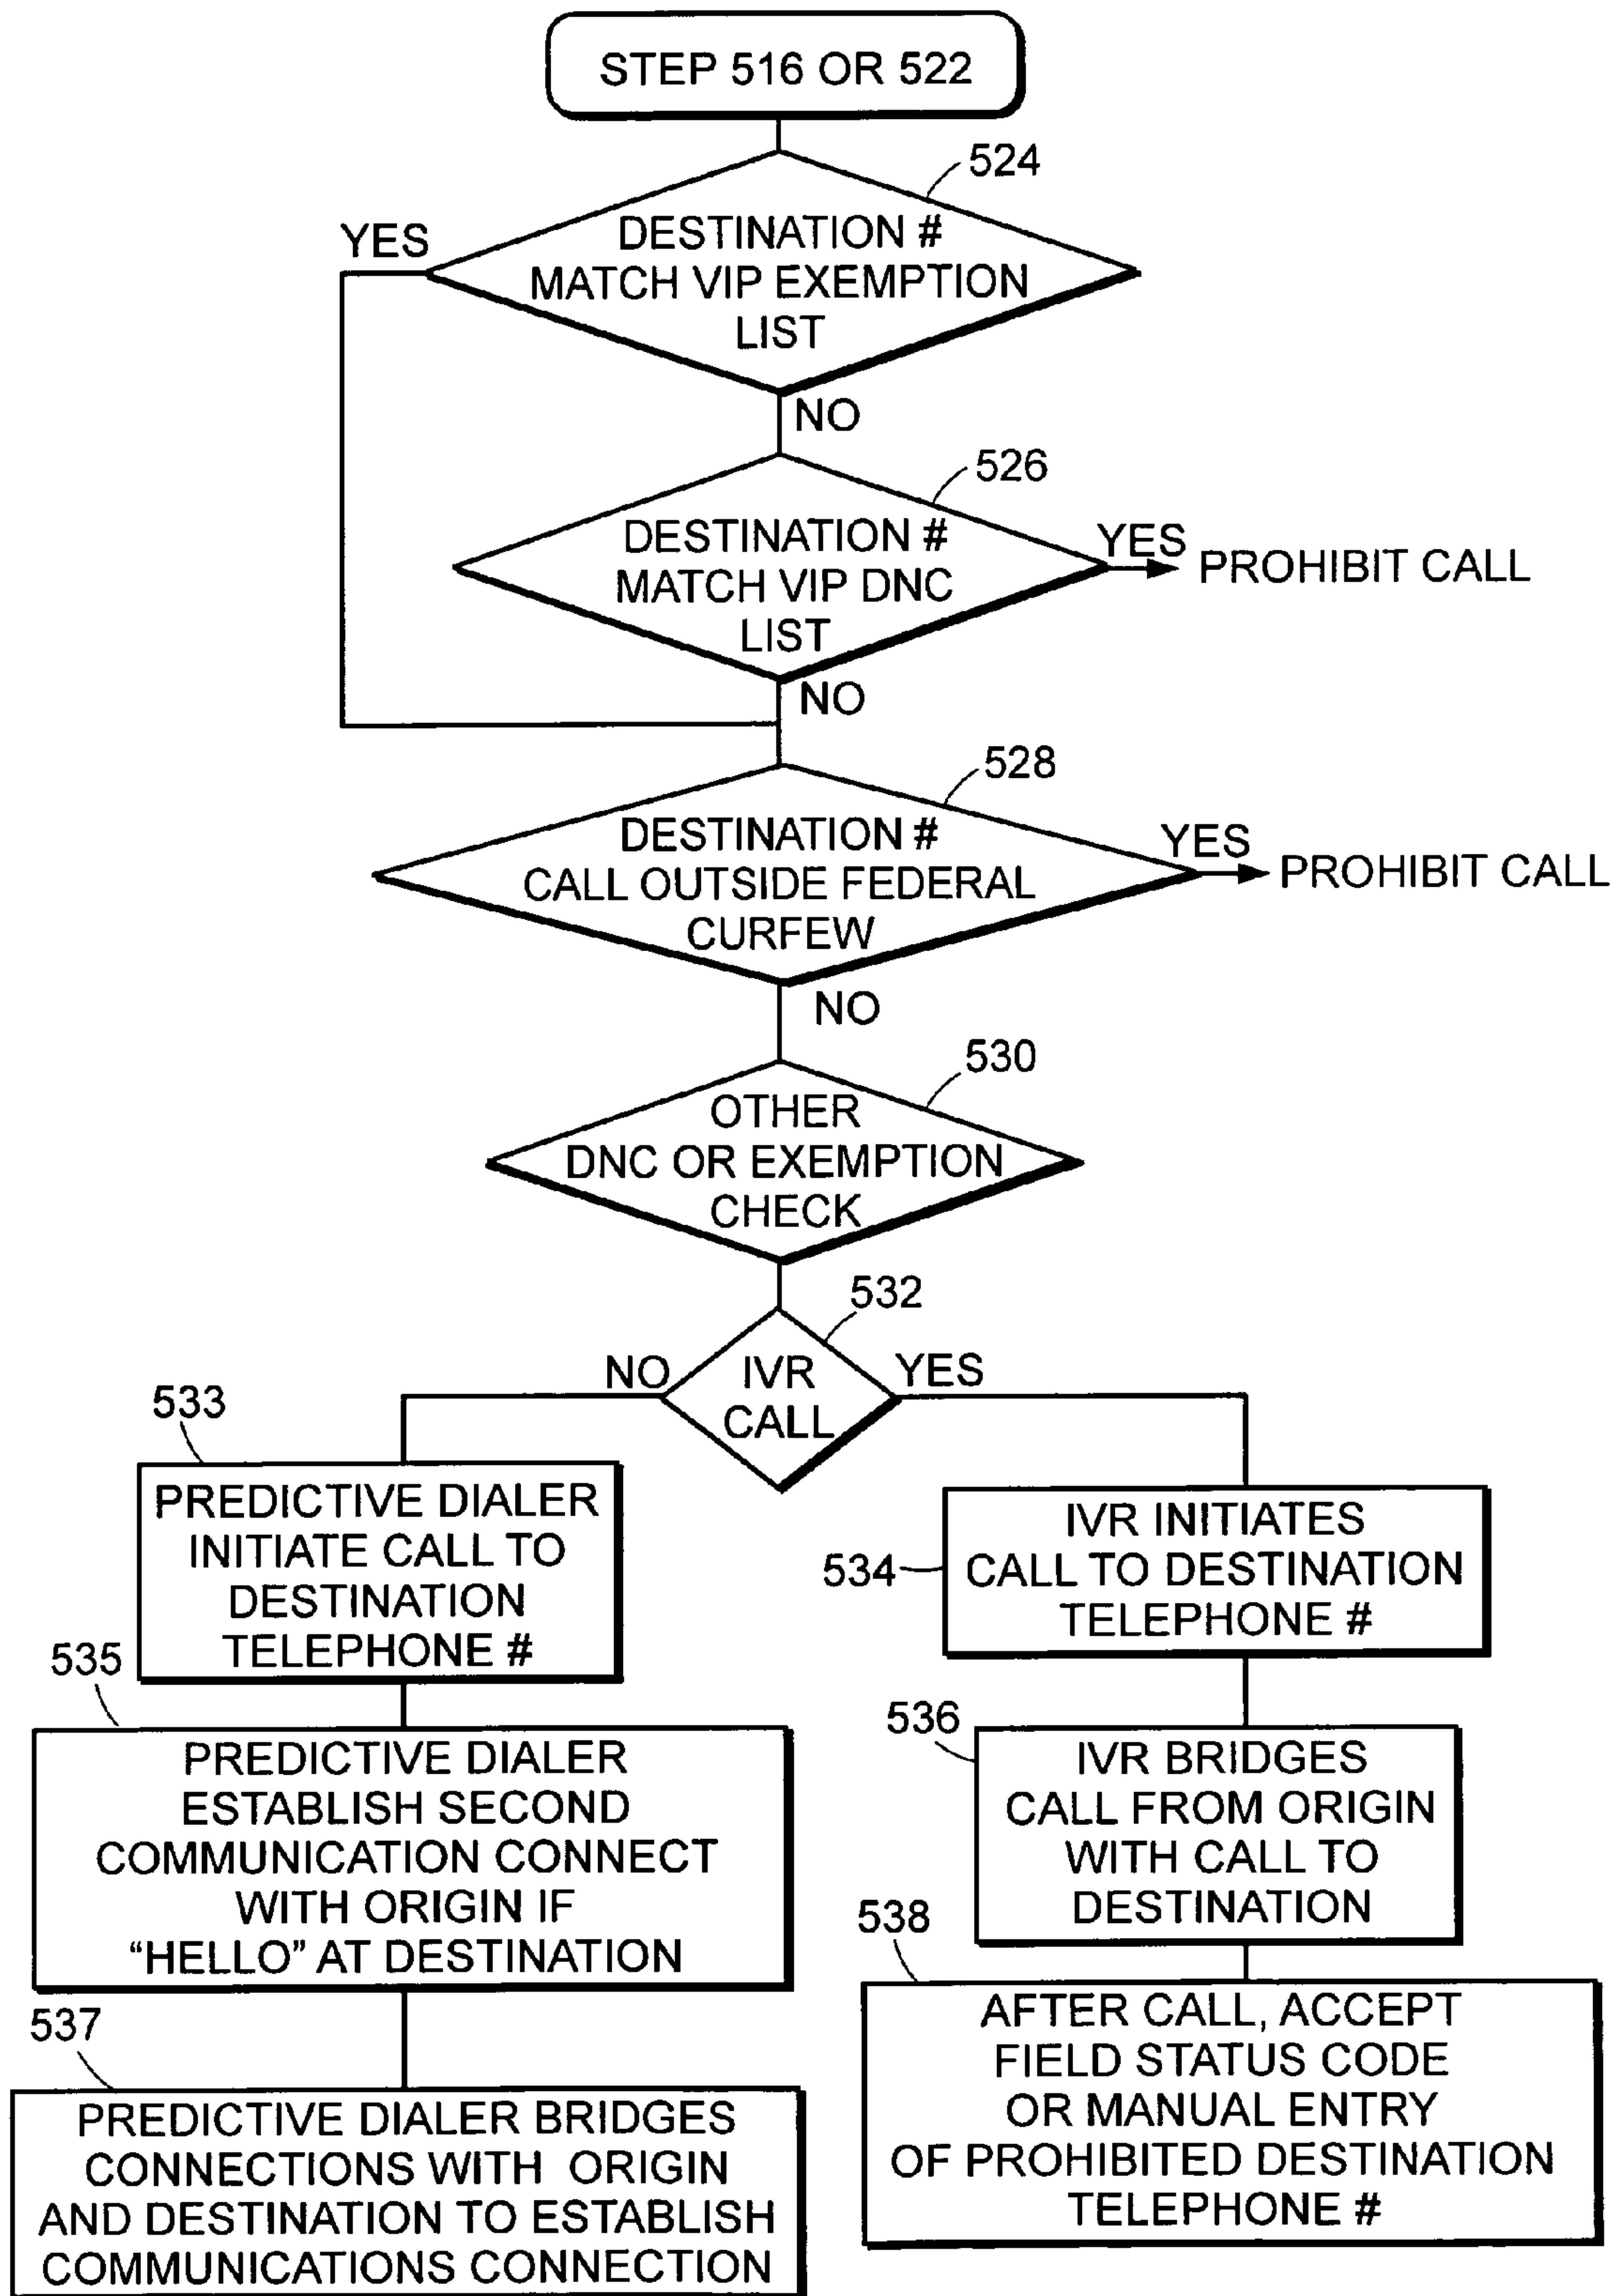 STEP 516 OR 522
524
YES
DESTINATION #
MATCH VIP EXEMPTION
LIST
NO
526
DESTINATION #
MATCH VIP DNC
LIST
YES
PROHIBIT CALL
NO
528
DESTINATION #
CALL OUTSIDE FEDERAL
CURFEW
YES
PROHIBIT CALL
NO
530
OTHER
DNC OR EXEMPTION
CHECK
532
NO
IVR
CALL
YES
533
PREDICTIVE DIALER
INITIATE CALL TO
DESTINATION
TELEPHONE #
534
IVR INITIATES
CALL TO DESTINATION
TELEPHONE #
535
PREDICTIVE DIALER
ESTABLISH SECOND
COMMUNICATION CONNECT
WITH ORIGIN IF
“HELLO” AT DESTINATION
536
IVR BRIDGES
CALL FROM ORIGIN
WITH CALL TO
DESTINATION
537
PREDICTIVE DIALER BRIDGES
CONNECTIONS WITH ORIGIN
AND DESTINATION TO ESTABLISH
COMMUNICATIONS CONNECTION
538
AFTER CALL, ACCEPT
FIELD STATUS CODE
OR MANUAL ENTRY
OF PROHIBITED DESTINATION
TELEPHONE #